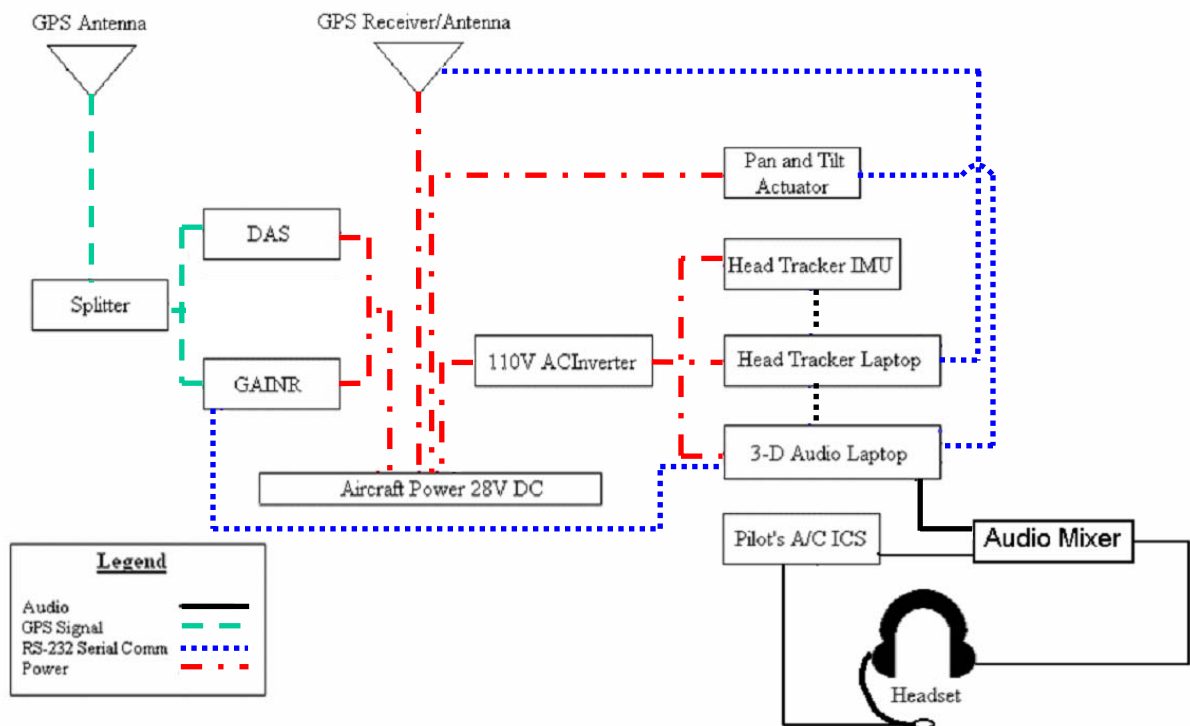 GPS Antenna
GPS Receiver/Antenna
Pan and Tilt
Actuator
DAS
Head Tracker IMU
Splitter
110V ACInverter
Head Tracker Laptop
GAINR
3-D Audio Laptop
Aircraft Power 28V DC
Pilot's A/C ICS
Audio Mixer
Legend
Audio
GPS Signal
RS-232 Serial Comm
Power
Headset